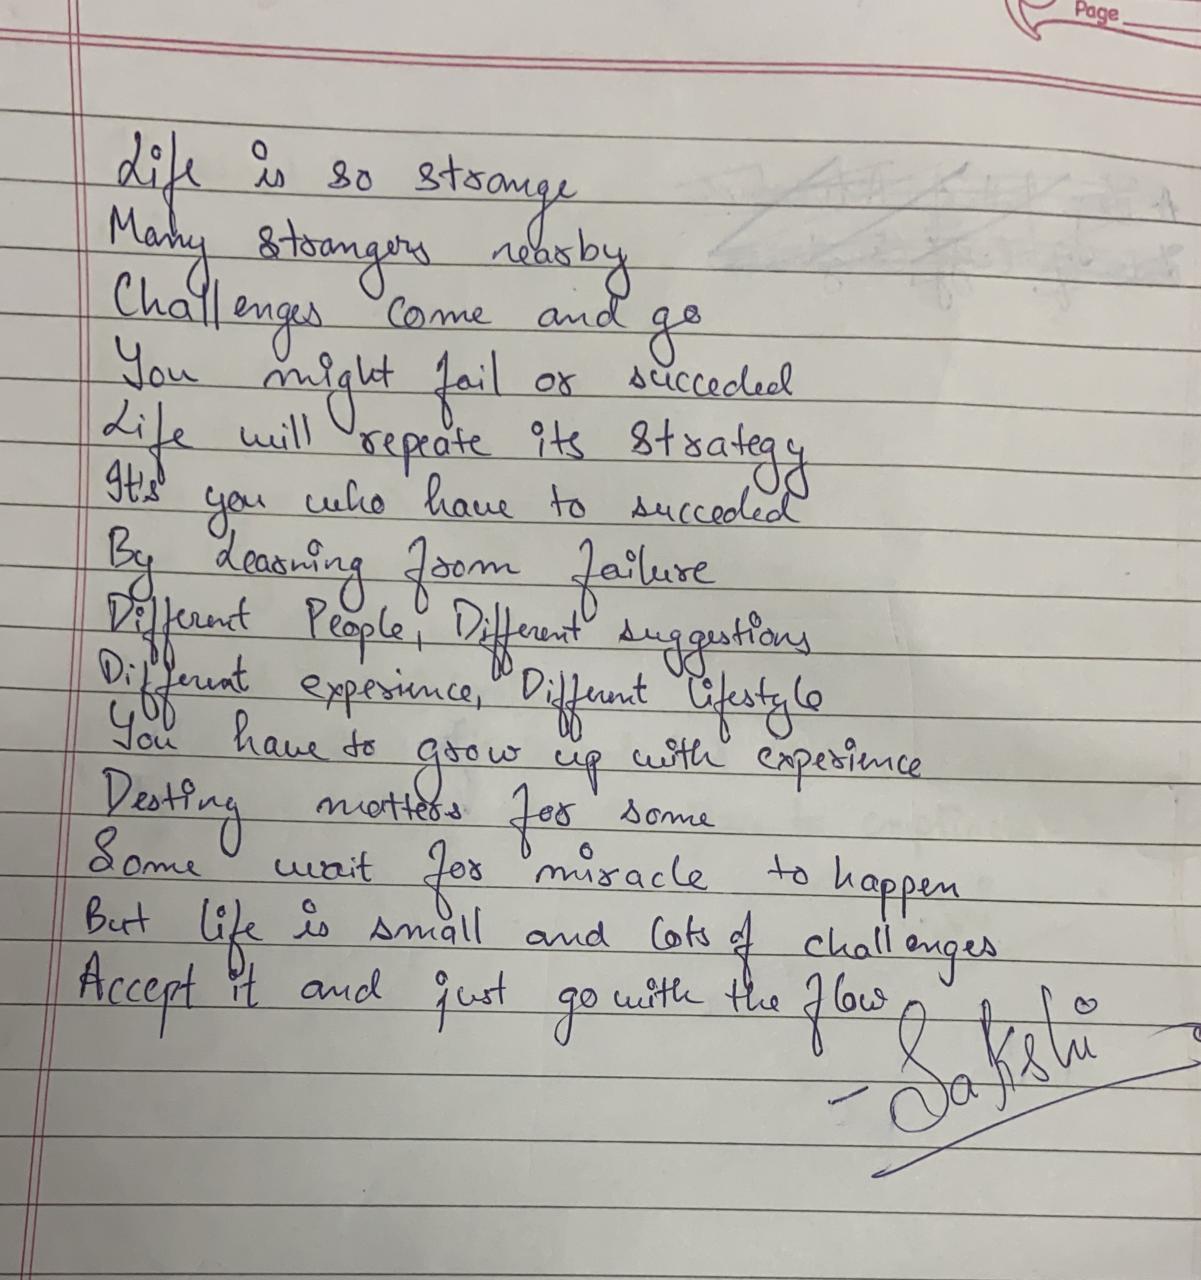 Page
Life is so strange
Many strangers nearby
Challenges come and go
You might fail or succeded
Life will repeate its strategy
It's you who have to succeded
By Learning from failure
Different People, Different suggestions
Different experience, Different lifestyle
You have to grow up with experience
Destiny matters for some
Some wait for miracle to happen
But life is small and lots of challenges
Accept it and just go with the flow
- Sakshi